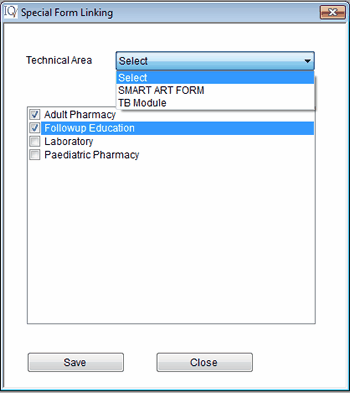 IQ Special Form Linking
Technical Area Select
Select
SMART ART FORM
TB Module
Adult Pharmacy
Followup Education
Laboratory
Paediatric Pharmacy
Save Close